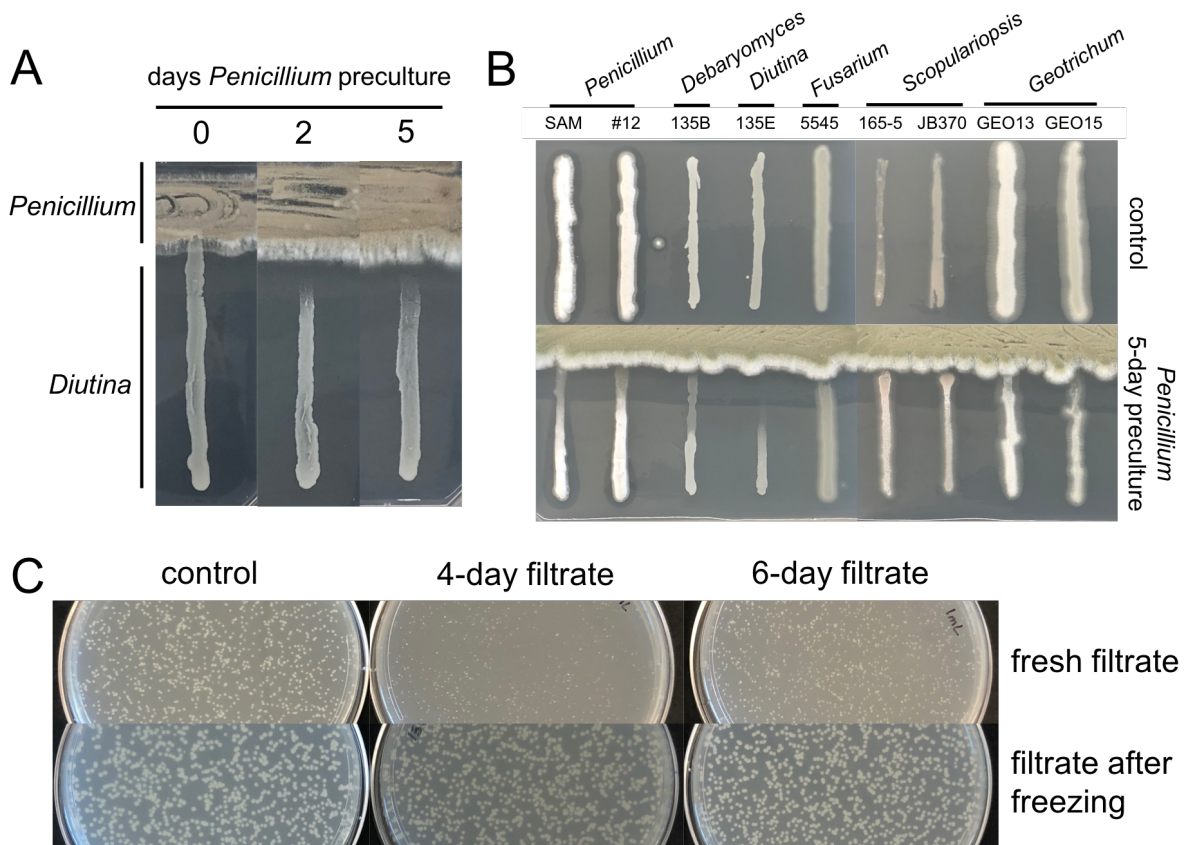 A
days Penicillium preculture
0 2 5
Penicillium
Diutina
B
Penicillium Debaryomyces Diutina Fusarium Scopulariopsis Geotrichum
SAM #12 135B 135E 5545 165-5 JB370 GEO13 GEO15
control
Penicillium
5-day preculture
C
control 4-day filtrate 6-day filtrate
1mL
fresh filtrate
filtrate after
freezing